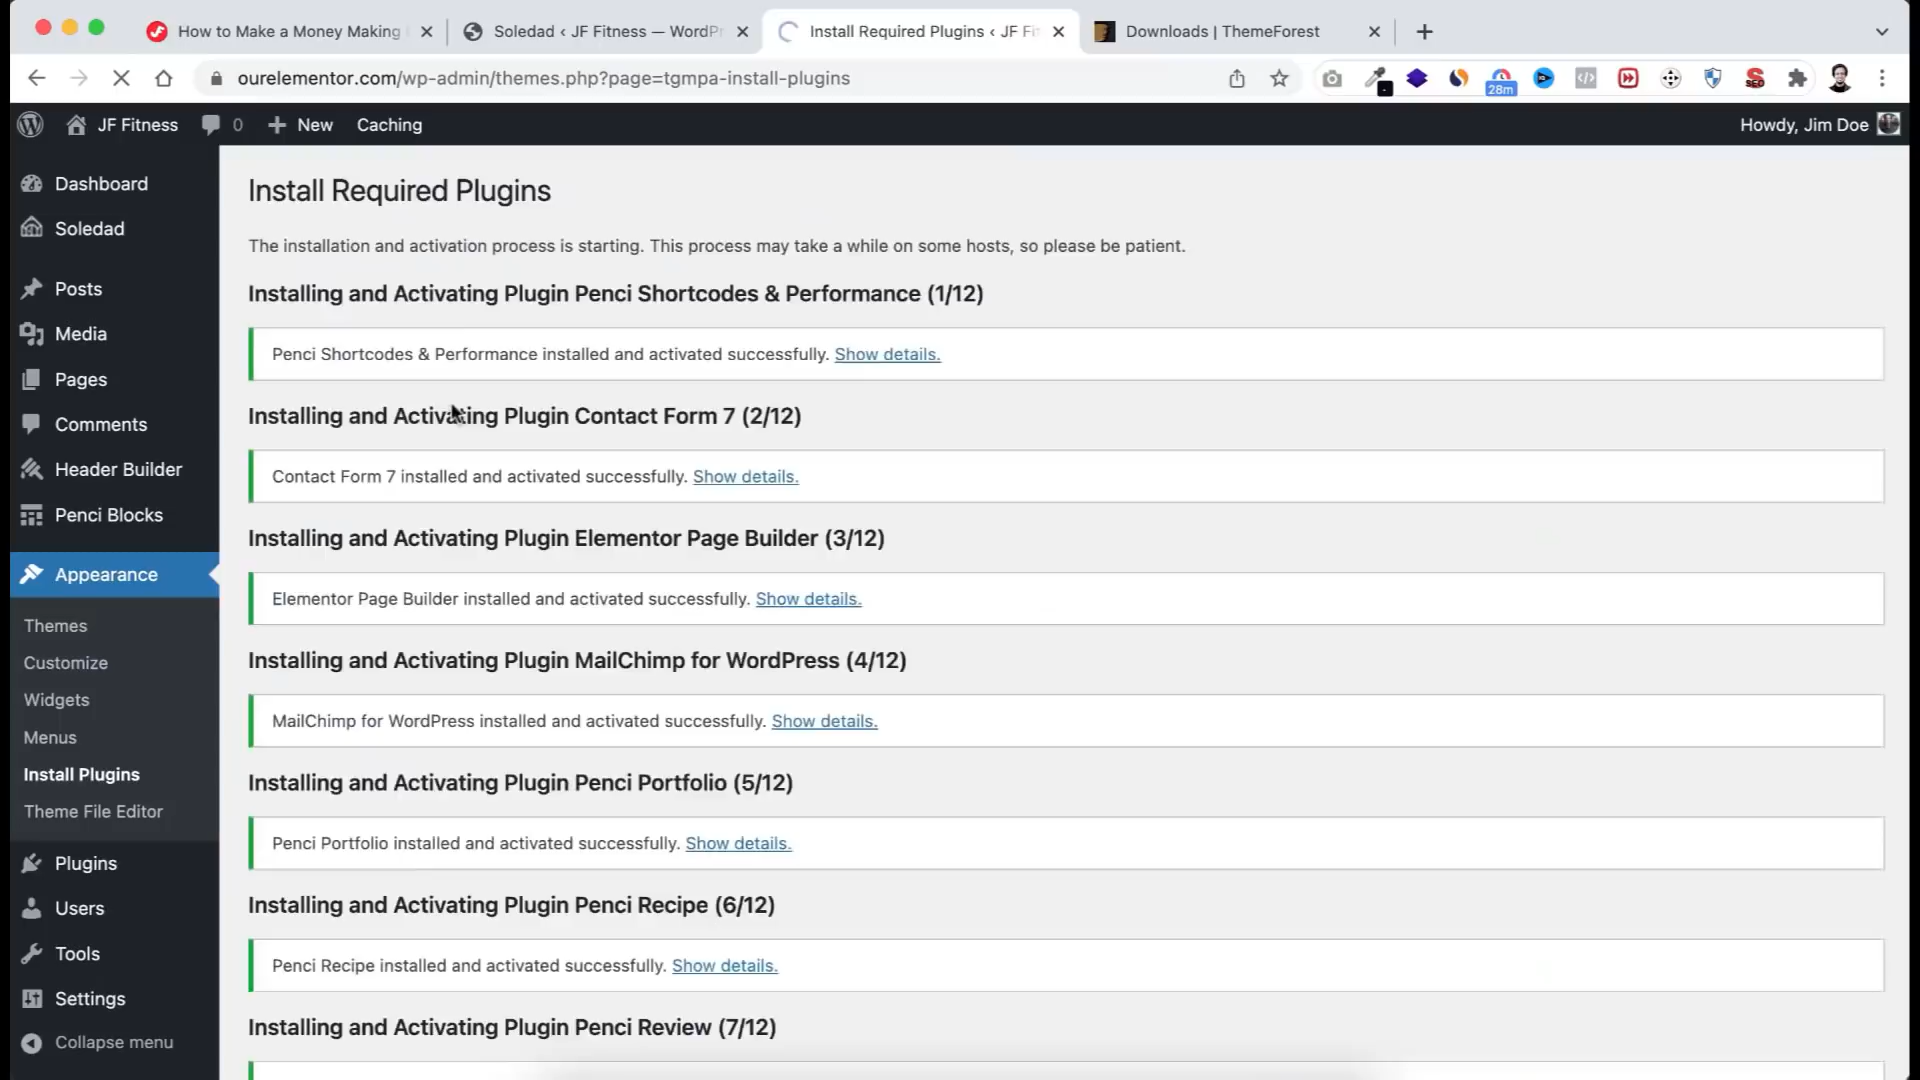 How to Make a Money Making
Soledad ‹ JF Fitness — WordPr
Install Required Plugins ‹ JF Fit
Downloads | ThemeForest
ourelementor.com/wp-admin/themes.php?page=tgmpa-install-plugins
28m
SEO
JF Fitness
0
New
Caching
Howdy, Jim Doe
Dashboard
Soledad
Posts
Media
Pages
Comments
Header Builder
Penci Blocks
Appearance
Themes
Customize
Widgets
Menus
Install Plugins
Theme File Editor
Plugins
Users
Tools
Settings
Collapse menu
Install Required Plugins
The installation and activation process is starting. This process may take a while on some hosts, so please be patient.
Installing and Activating Plugin Penci Shortcodes & Performance (1/12)
Penci Shortcodes & Performance installed and activated successfully. Show details.
Installing and Activating Plugin Contact Form 7 (2/12)
Contact Form 7 installed and activated successfully. Show details.
Installing and Activating Plugin Elementor Page Builder (3/12)
Elementor Page Builder installed and activated successfully. Show details.
Installing and Activating Plugin MailChimp for WordPress (4/12)
MailChimp for WordPress installed and activated successfully. Show details.
Installing and Activating Plugin Penci Portfolio (5/12)
Penci Portfolio installed and activated successfully. Show details.
Installing and Activating Plugin Penci Recipe (6/12)
Penci Recipe installed and activated successfully. Show details.
Installing and Activating Plugin Penci Review (7/12)